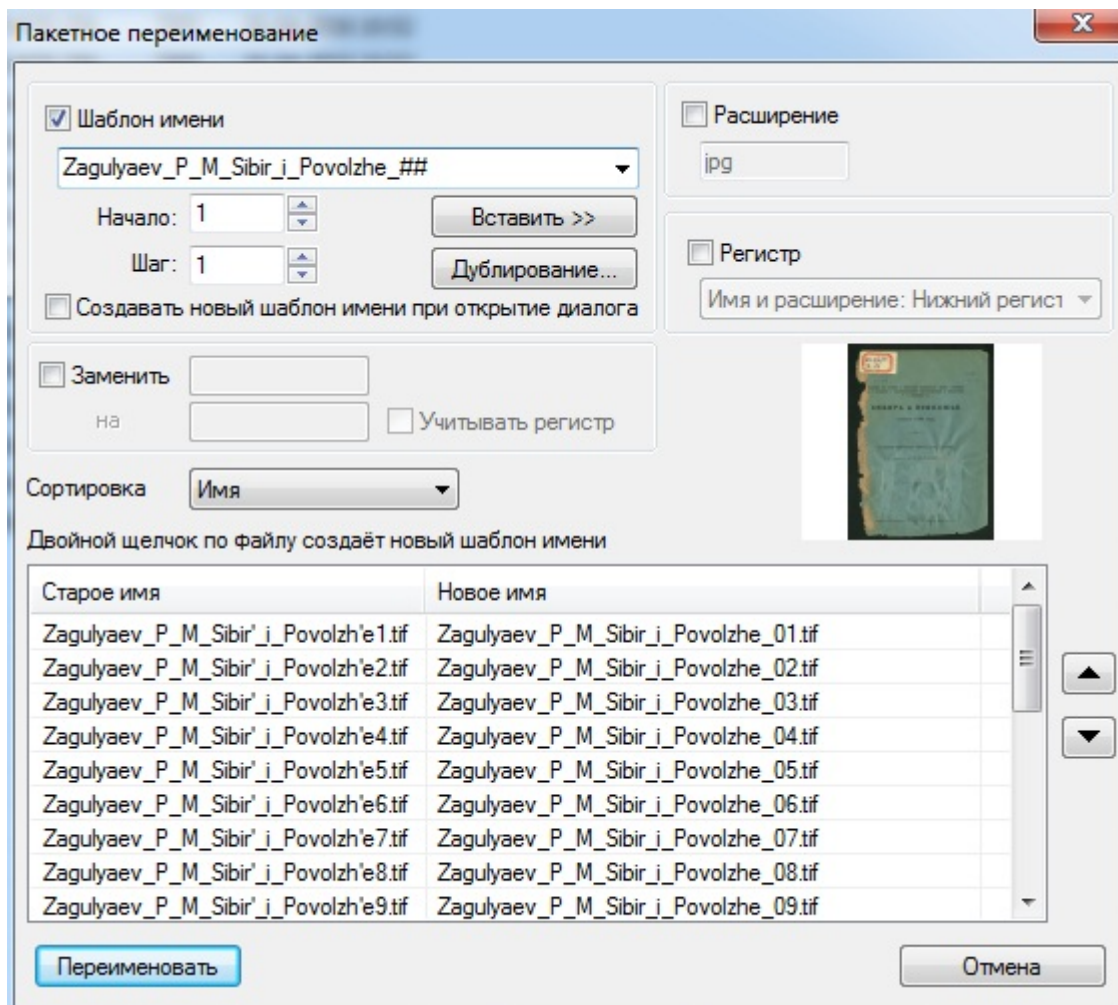 Пакетное переименование
Шаблон имени
Zagulyaev_P_M_Sibir_i_Povolzhe_##
Начало: 1
Вставить >>
Шаг: 1
Дублирование...
Создавать новый шаблон имени при открытие диалога
Расширение
jpg
Регистр
Имя и расширение: Нижний регист
Заменить
на
Учитывать регистр
Сортировка Имя
Двойной щелчок по файлу создаёт новый шаблон имени
Старое имя Новое имя
Zagulyaev_P_M_Sibir'_i_Povolzh'e1.tif Zagulyaev_P_M_Sibir_i_Povolzhe_01.tif
Zagulyaev_P_M_Sibir'_i_Povolzh'e2.tif Zagulyaev_P_M_Sibir_i_Povolzhe_02.tif
Zagulyaev_P_M_Sibir'_i_Povolzh'e3.tif Zagulyaev_P_M_Sibir_i_Povolzhe_03.tif
Zagulyaev_P_M_Sibir'_i_Povolzh'e4.tif Zagulyaev_P_M_Sibir_i_Povolzhe_04.tif
Zagulyaev_P_M_Sibir'_i_Povolzh'e5.tif Zagulyaev_P_M_Sibir_i_Povolzhe_05.tif
Zagulyaev_P_M_Sibir'_i_Povolzh'e6.tif Zagulyaev_P_M_Sibir_i_Povolzhe_06.tif
Zagulyaev_P_M_Sibir'_i_Povolzh'e7.tif Zagulyaev_P_M_Sibir_i_Povolzhe_07.tif
Zagulyaev_P_M_Sibir'_i_Povolzh'e8.tif Zagulyaev_P_M_Sibir_i_Povolzhe_08.tif
Zagulyaev_P_M_Sibir'_i_Povolzh'e9.tif Zagulyaev_P_M_Sibir_i_Povolzhe_09.tif
Переименовать
Отмена